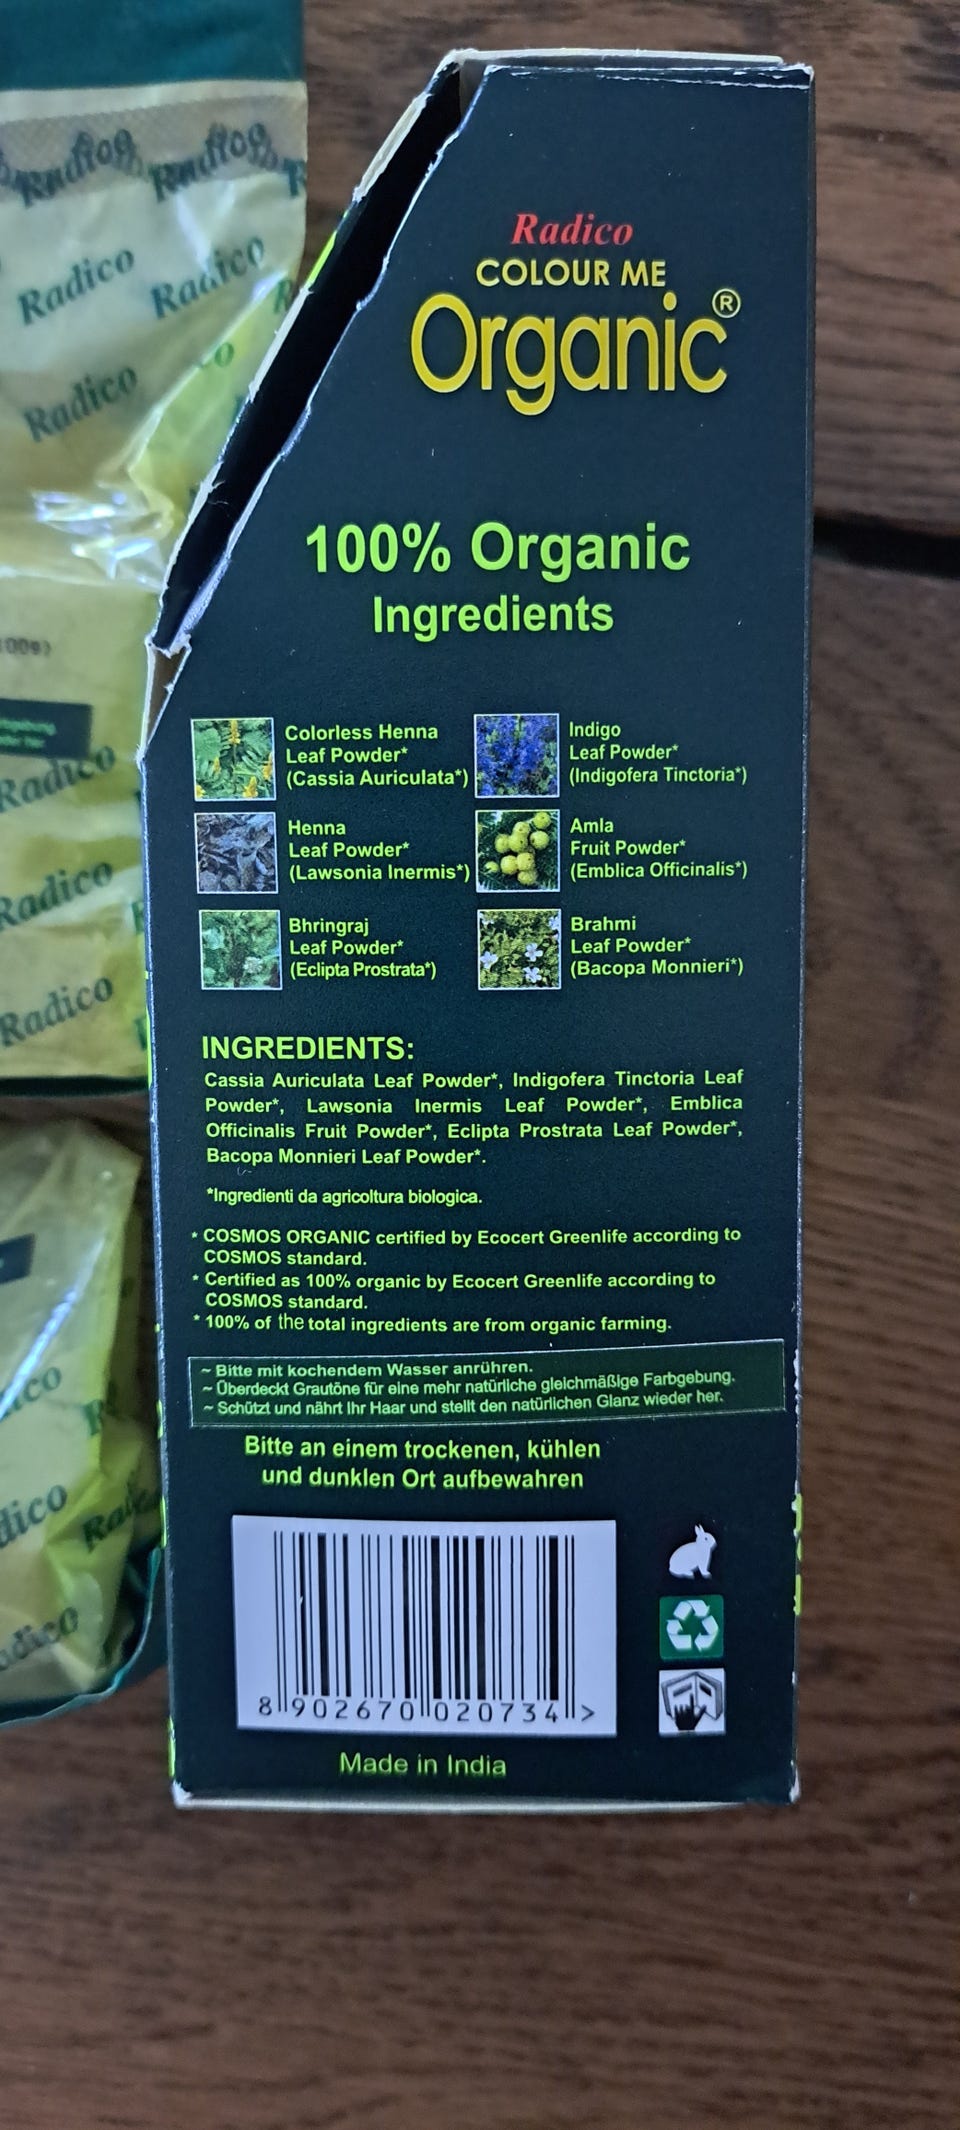 Radico
COLOUR ME
Organic®
100% Organic
Ingredients
Colorless Henna
Leaf Powder*
(Cassia Auriculata*)
Indigo
Leaf Powder*
(Indigofera Tinctoria*)
Henna
Leaf Powder*
(Lawsonia Inermis*)
Amla
Fruit Powder*
(Emblica Officinalis*)
Bhringraj
Leaf Powder*
(Eclipta Prostrata*)
Brahmi
Leaf Powder*
(Bacopa Monnieri*)
INGREDIENTS:
Cassia Auriculata Leaf Powder*, Indigofera Tinctoria Leaf
Powder*, Lawsonia Inermis Leaf Powder*, Emblica
Officinalis Fruit Powder*, Eclipta Prostrata Leaf Powder*,
Bacopa Monnieri Leaf Powder*.
*Ingredienti da agricoltura biologica.
* COSMOS ORGANIC certified by Ecocert Greenlife according to
COSMOS standard.
* Certified as 100% organic by Ecocert Greenlife according to
COSMOS standard.
* 100% of the total ingredients are from organic farming.
~ Bitte mit kochendem Wasser anrühren.
~ Überdeckt Grautöne für eine mehr natürliche gleichmäßige Farbgebung.
~ Schützt und nährt Ihr Haar und stellt den natürlichen Glanz wieder her.
Bitte an einem trockenen, kühlen
und dunklen Ort aufbewahren
8 902670 020734 >
Made in India
Radico
Radico
Radico
Radico
Radico
Radico
Radico